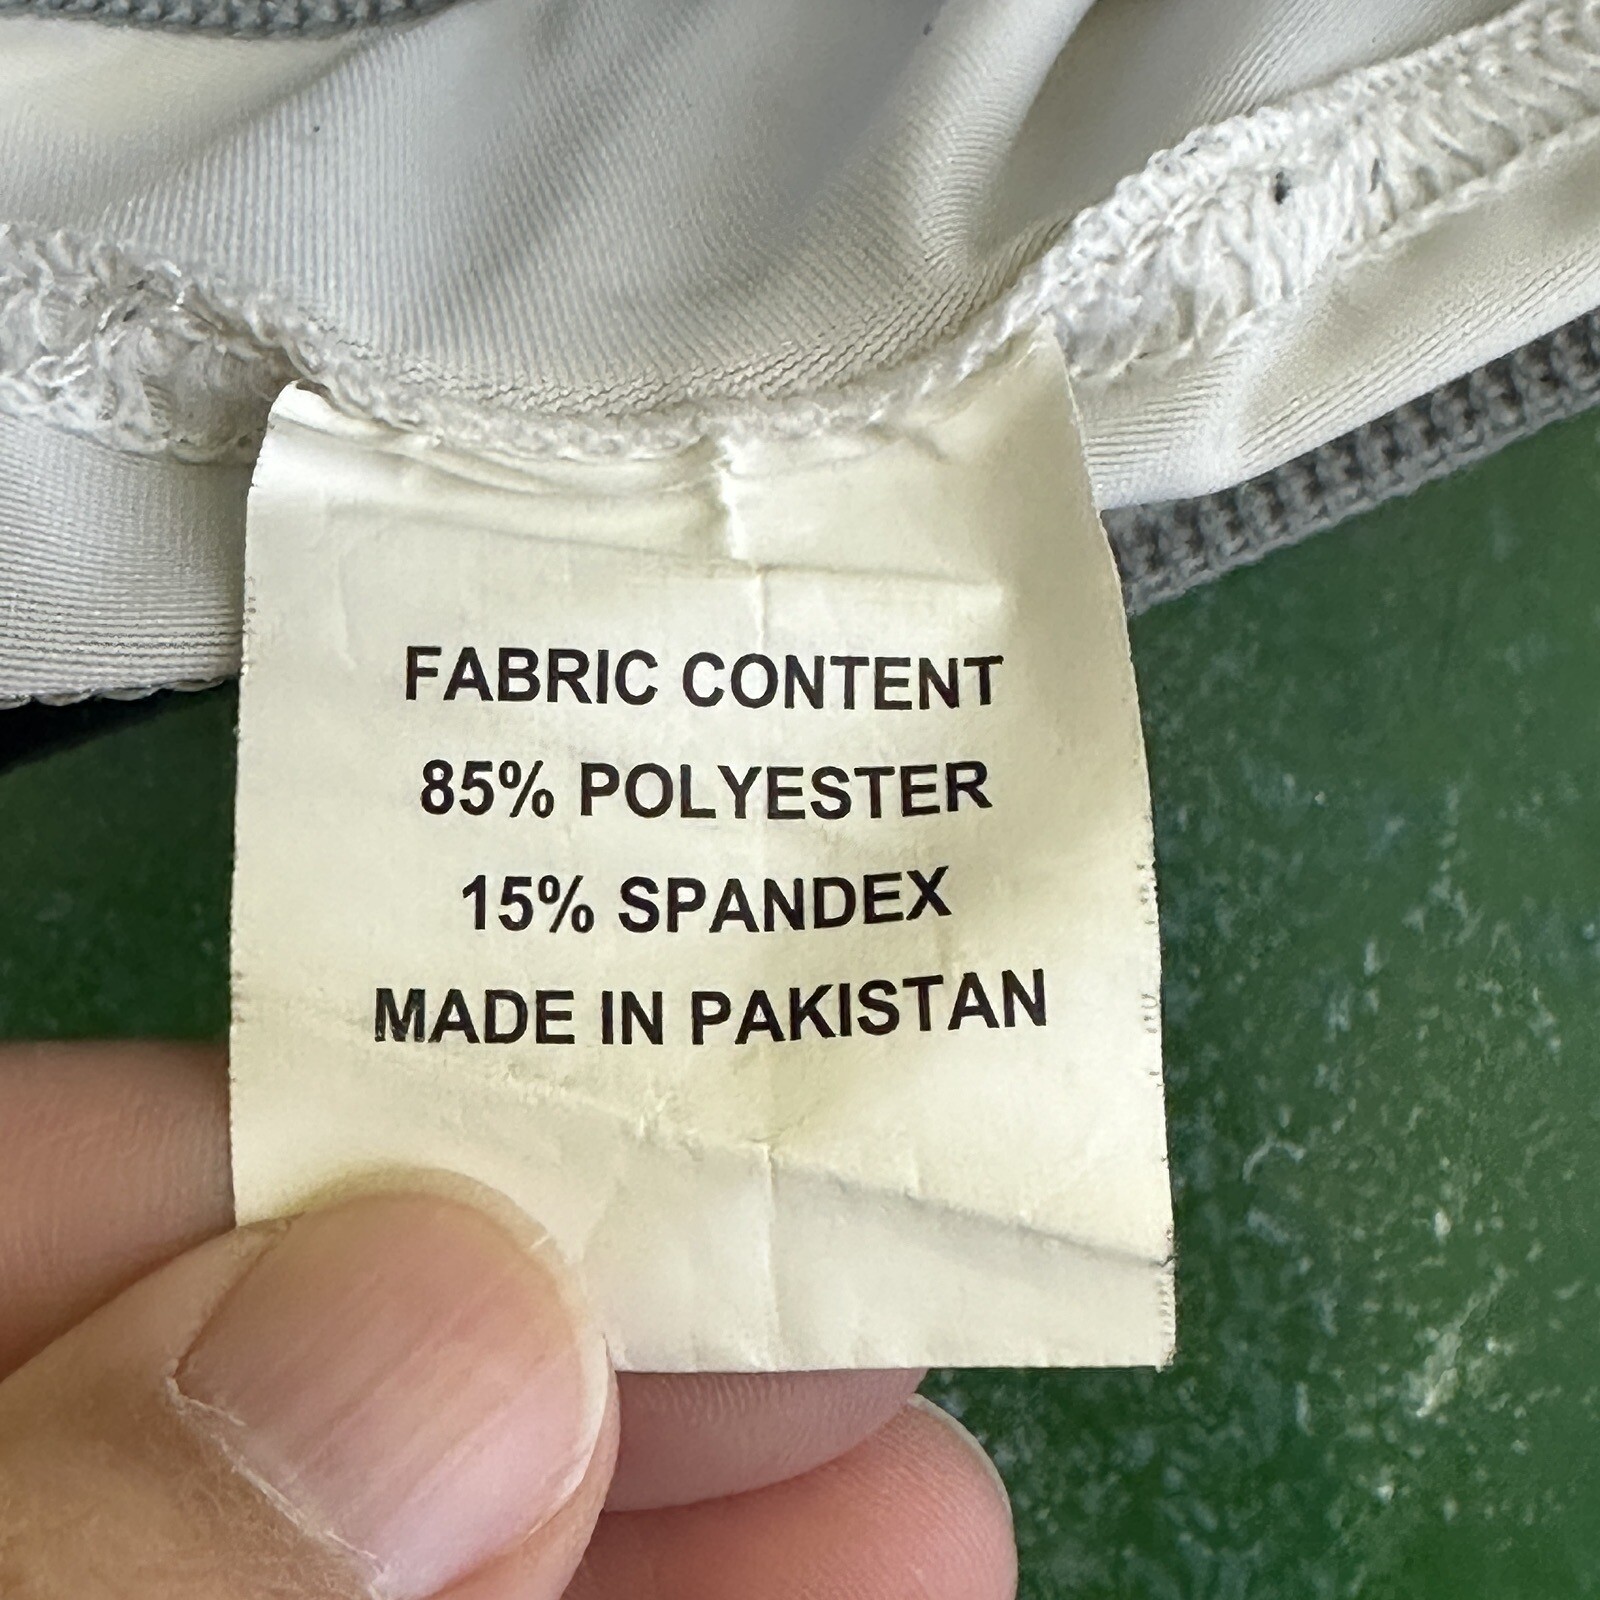 FABRIC CONTENT
85% POLYESTER
15% SPANDEX
MADE IN PAKISTAN